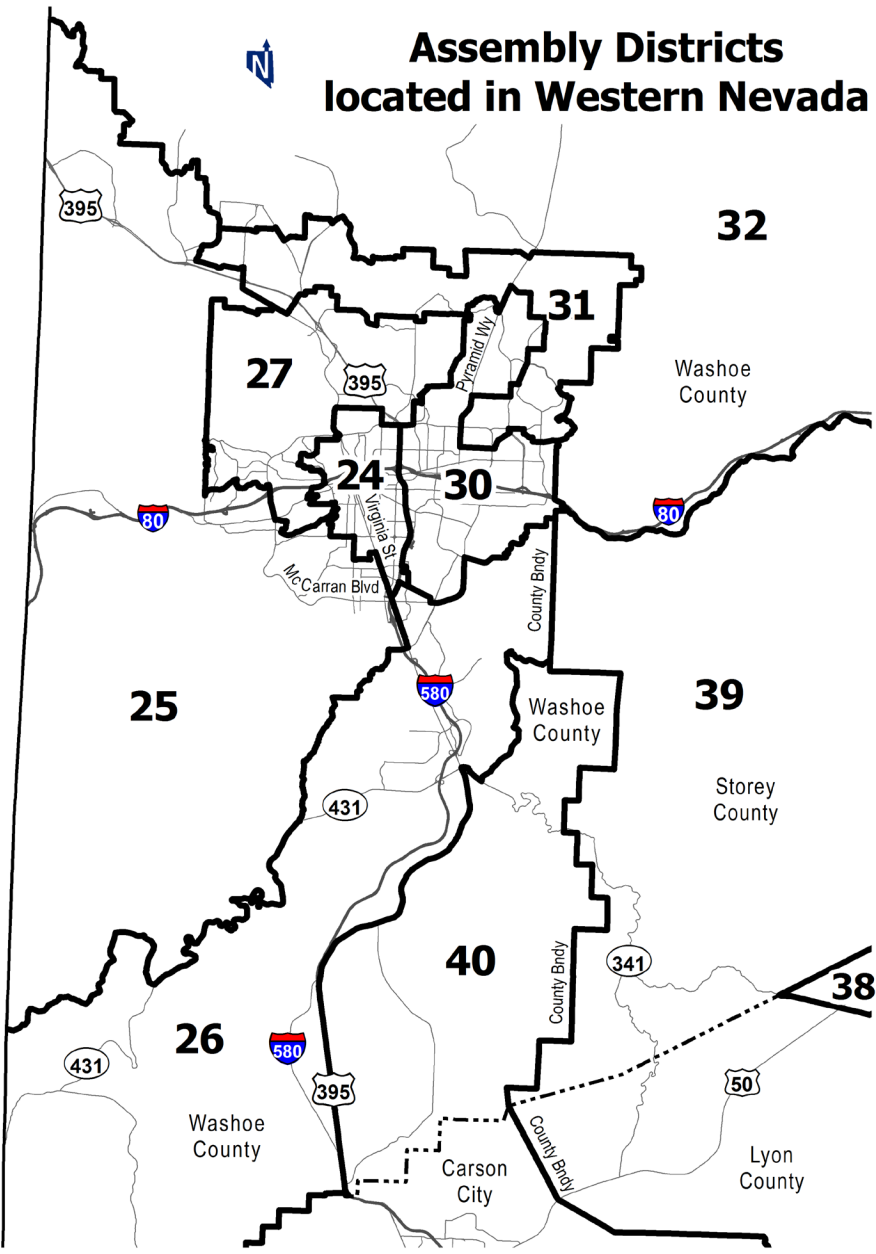 Assembly Districts
located in Western Nevada
N
395
32
31
Pyramid Wy
27
395
Washoe
County
24
30
80
Virginia St
80
McCarran Blvd
County Bndy
580
25
39
Washoe
County
431
Storey
County
40
County Bndy
341
38
26
580
431
395
50
Washoe
County
County Bndy
Carson
City
Lyon
County